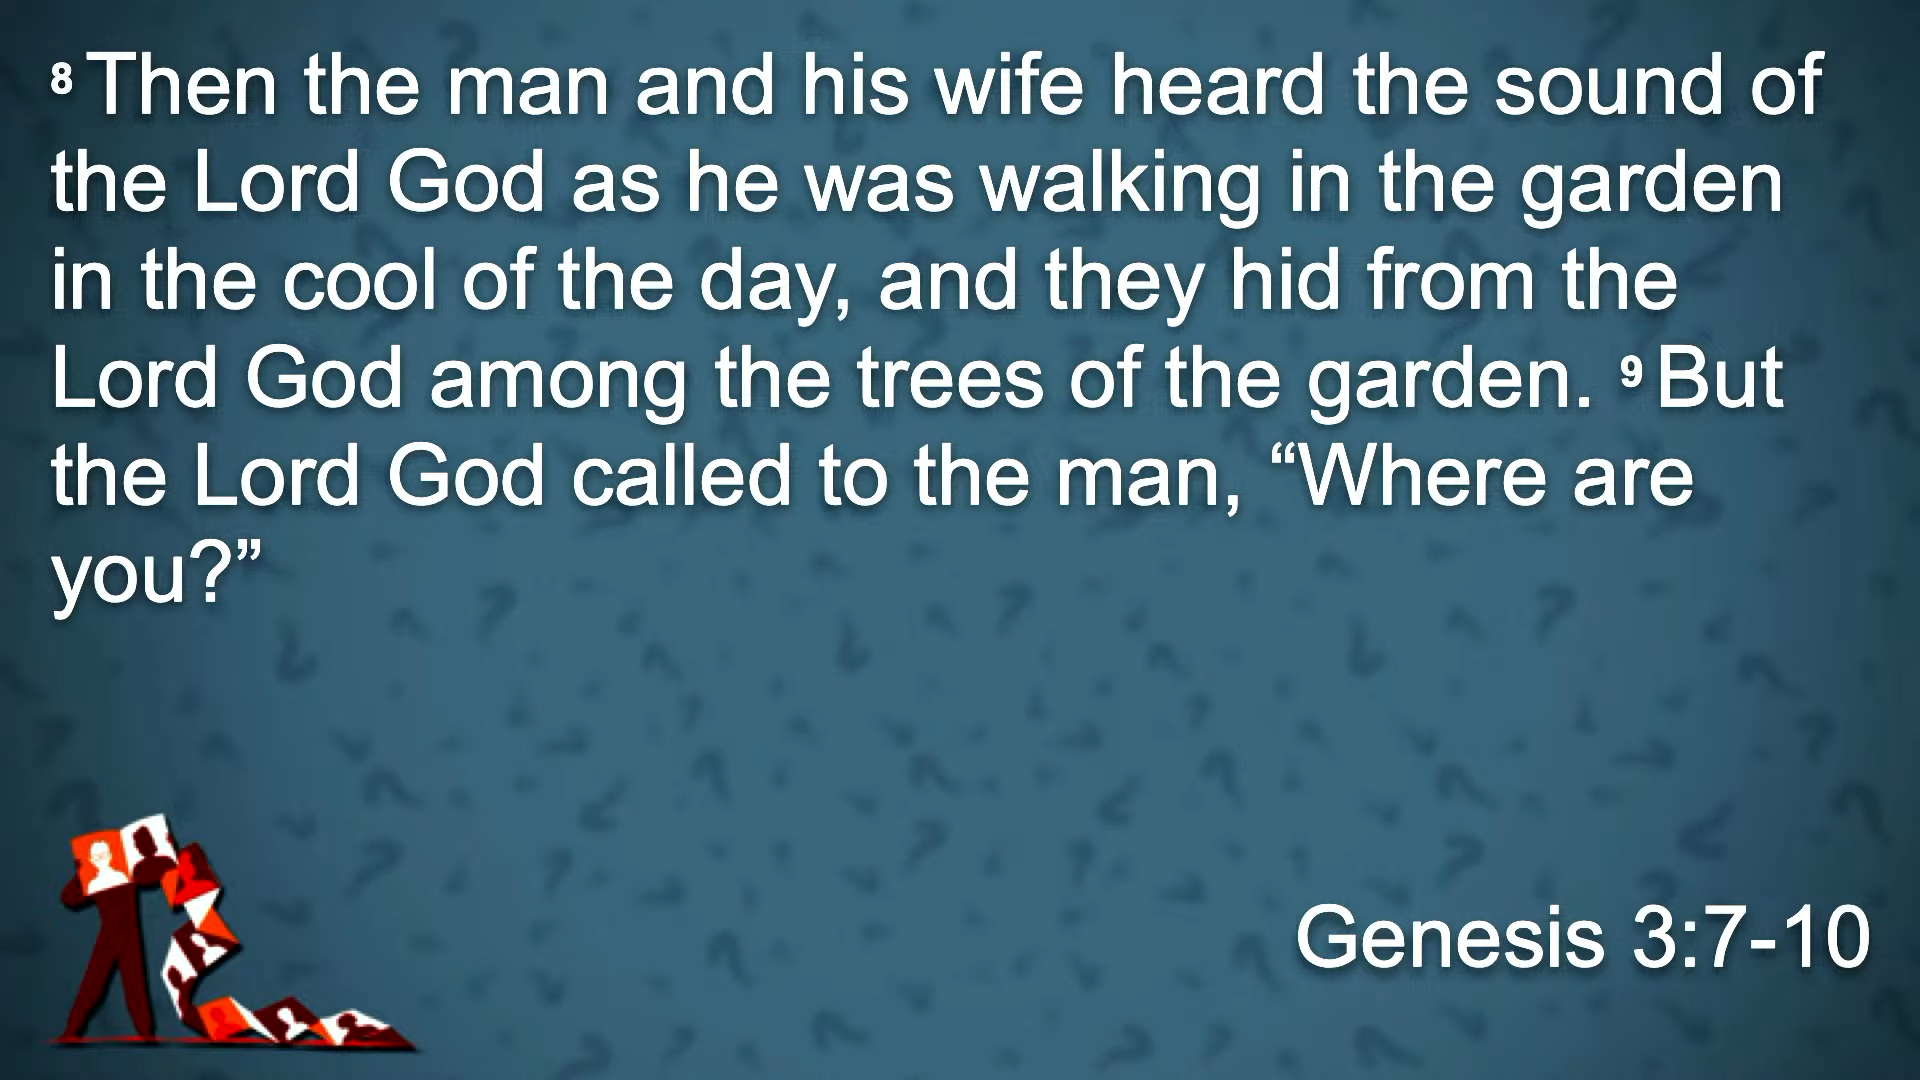 8 Then the man and his wife heard the sound of
the Lord God as he was walking in the garden
in the cool of the day, and they hid from the
Lord God among the trees of the garden. 9 But
the Lord God called to the man, “Where are
you?”
Genesis 3:7-10